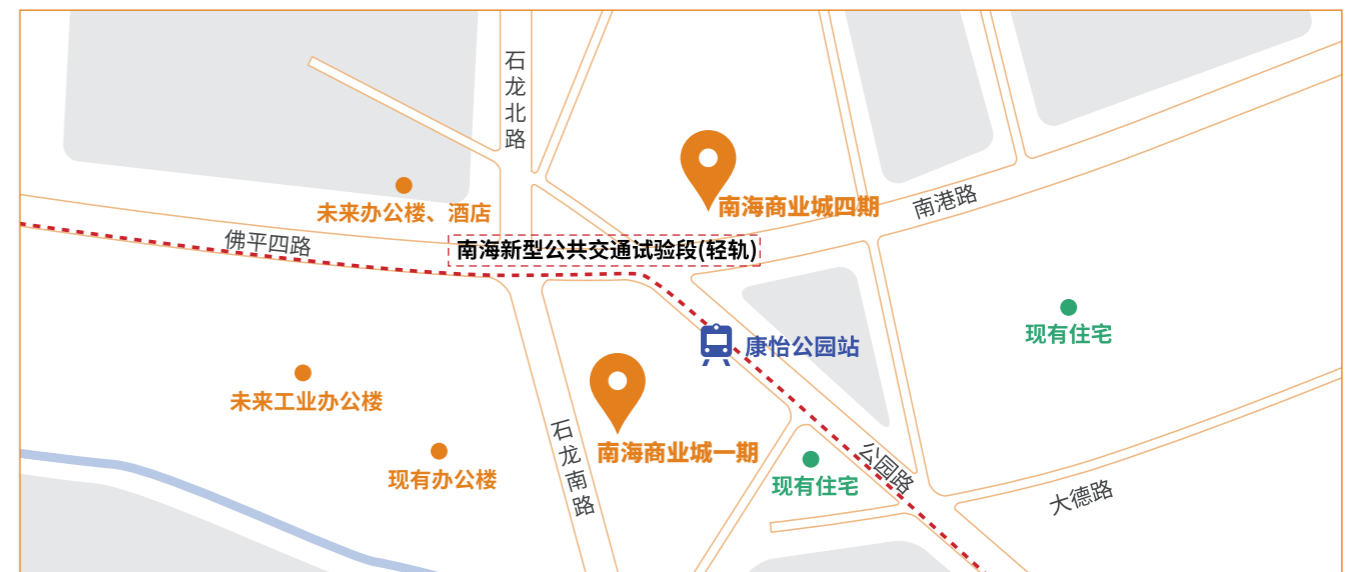 石龙北路
未来办公楼、酒店
南海商业城四期
南港路
佛平四路
南海新型公共交通试验段(轻轨)
康怡公园站
现有住宅
未来工业办公楼
石龙南路
南海商业城一期
现有办公楼
现有住宅
公园路
大德路